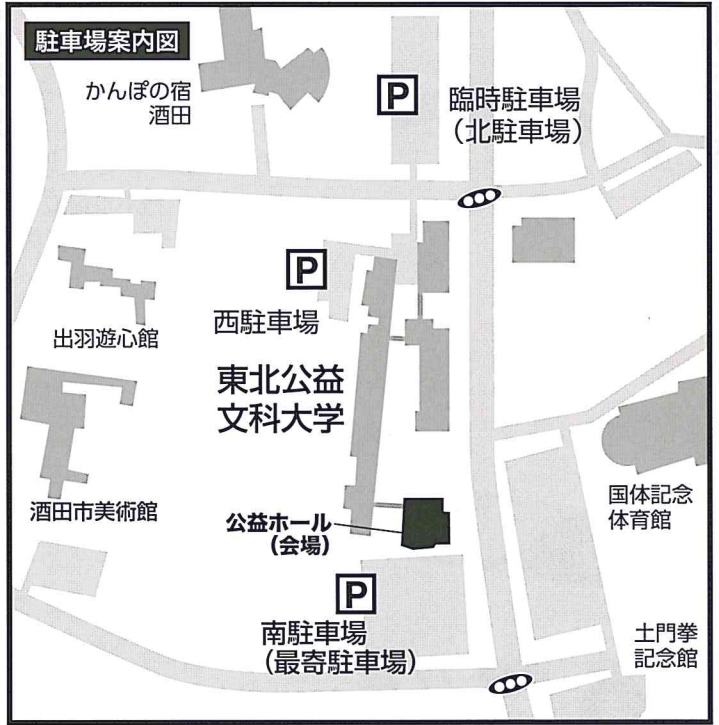 駐車場案内図
かんぽの宿
酒田
P
臨時駐車場
（北駐車場）
P
西駐車場
出羽遊心館
東北公益
文科大学
酒田市美術館
公益ホール
（会場）
国体記念
体育館
P
南駐車場
（最寄駐車場）
土門拳
記念館